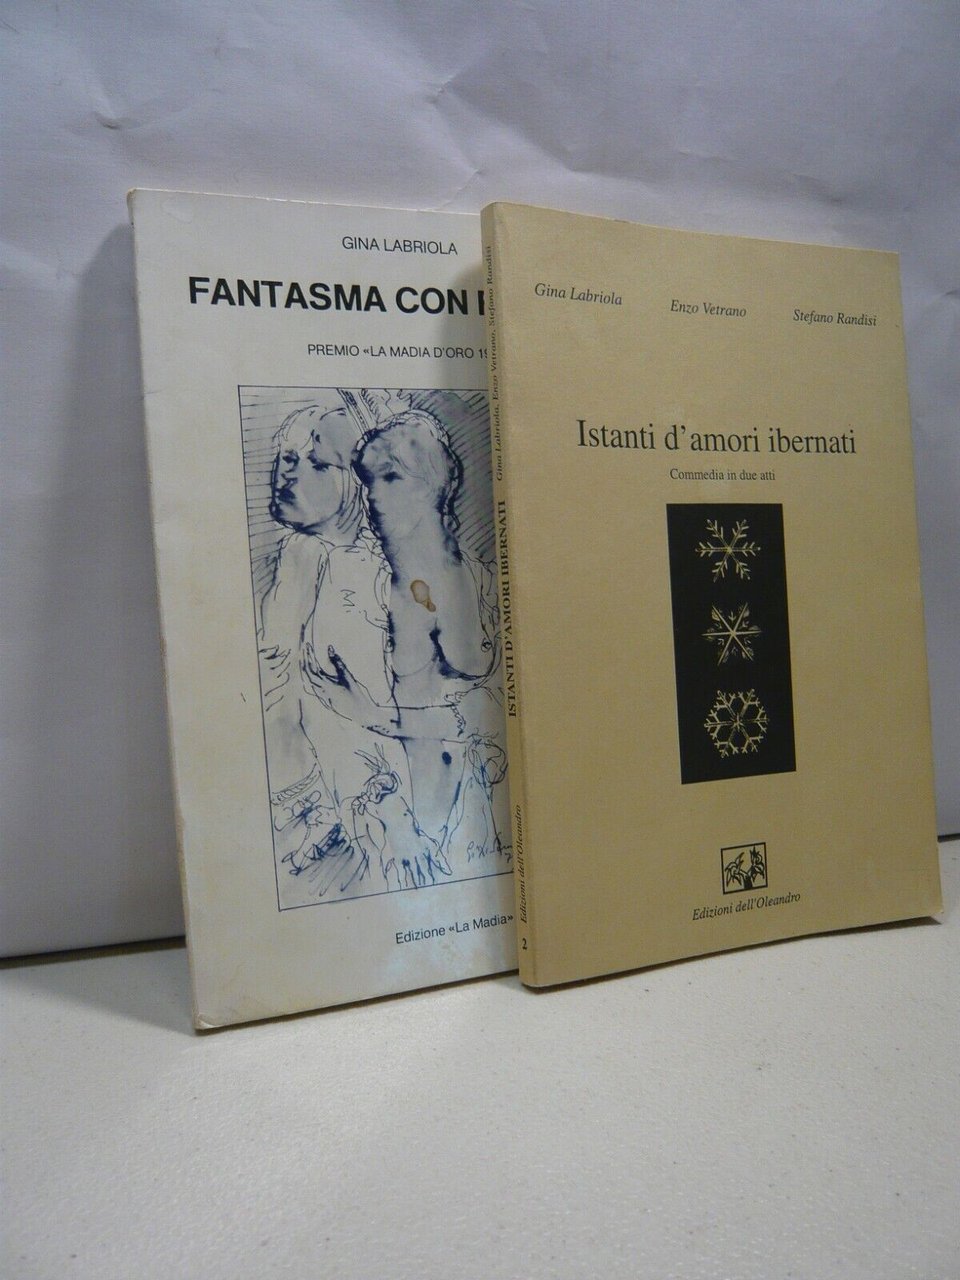 GINA LABRIOLA
FANTASMA CON
PREMIO «LA MADIA D'ORO
Mi
Edizione «La Madia»
ISTANTI D'AMORI IBERNATI Gina Labriola, Enzo Vetrano, Stefano Randisi
Edizioni dell'Oleandro
2
Gina Labriola Enzo Vetrano Stefano Randisi
Istanti d'amori ibernati
Commedia in due atti
Edizioni dell'Oleandro